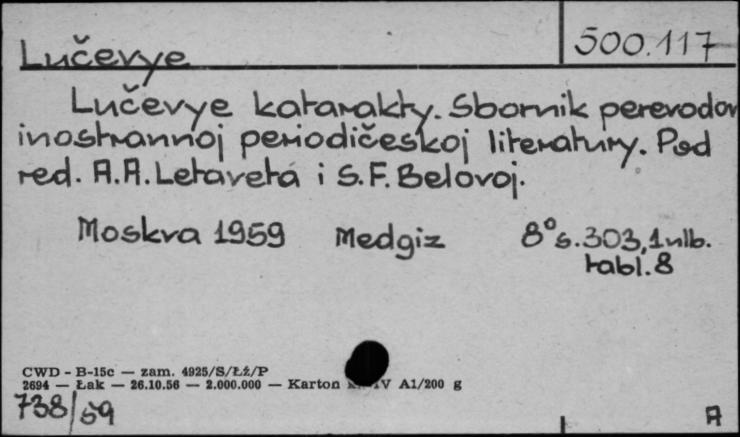 Lučevye
500.117
Lučevye katarakty. Sbornik perevodov
inostrannoj periodičeskoj literatury. Pod
red. A.A. Letaveta i S.F. Belovoj.
Moskva 1959 Medgiz 8° s.303, 1 nlb.
tabl.8
CWD - B-15c — zam. 4925/S/Łż/P
2694 — Łak — 26.10.56 — 2.000.000 — Karton IV A1/200 g
738/59
A